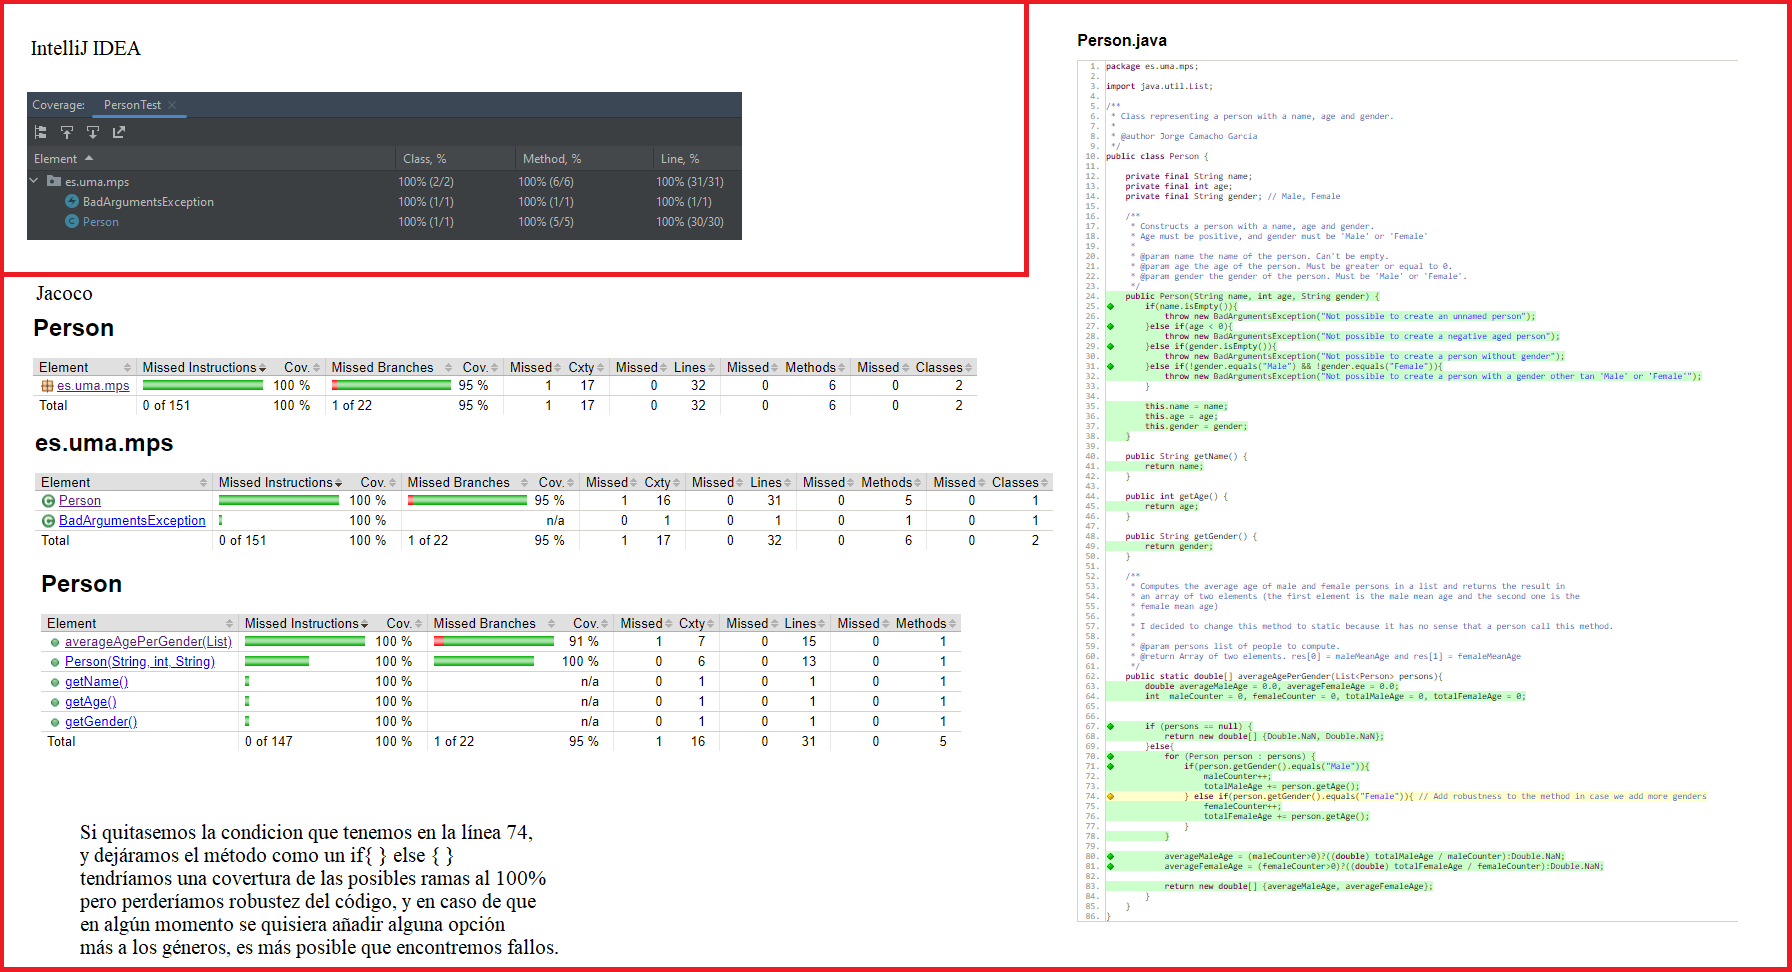 IntelliJ IDEA
Coverage: PersonTest ×
Element Class, % Method, % Line, %
es.uma.mps 100% (2/2) 100% (6/6) 100% (31/31)
BadArgumentsException 100% (1/1) 100% (1/1) 100% (1/1)
Person 100% (1/1) 100% (5/5) 100% (30/30)
Jacoco
Person
Element Missed Instructions Cov. Missed Branches Cov. Missed Cxty Missed Lines Missed Methods Missed Classes
es.uma.mps 100 % 95 % 1 17 0 32 0 6 0 2
Total 0 of 151 100 % 1 of 22 95 % 1 17 0 32 0 6 0 2
es.uma.mps
Element Missed Instructions Cov. Missed Branches Cov. Missed Cxty Missed Lines Missed Methods Missed Classes
Person 100 % 95 % 1 16 0 31 0 5 0 1
BadArgumentsException 100 % n/a 0 1 0 1 0 1 0 1
Total 0 of 151 100 % 1 of 22 95 % 1 17 0 32 0 6 0 2
Person
Element Missed Instructions Cov. Missed Branches Cov. Missed Cxty Missed Lines Missed Methods
averageAgePerGender(List) 100 % 91 % 1 7 0 15 0 1
Person(String, int, String) 100 % 100 % 0 6 0 13 0 1
getName() 100 % n/a 0 1 0 1 0 1
getAge() 100 % n/a 0 1 0 1 0 1
getGender() 100 % n/a 0 1 0 1 0 1
Total 0 of 147 100 % 1 of 22 95 % 1 16 0 31 0 5
Si quitasemos la condicion que tenemos en la línea 74,
y dejáramos el método como un if{ } else { }
tendríamos una covertura de las posibles ramas al 100%
pero perderíamos robustez del código, y en caso de que
en algún momento se quisiera añadir alguna opción
más a los géneros, es más posible que encontremos fallos.
Person.java
1. package es.uma.mps;
2.
3. import java.util.List;
4.
5. /**
6. * Class representing a person with a name, age and gender.
7. *
8. * @author Jorge Camacho García
9. */
10. public class Person {
11.
12. private final String name;
13. private final int age;
14. private final String gender; // Male, Female
15.
16. /**
17. * Constructs a person with a name, age and gender.
18. * Age must be positive, and gender must be 'Male' or 'Female'
19. *
20. * @param name the name of the person. Can't be empty.
21. * @param age the age of the person. Must be greater or equal to 0.
22. * @param gender the gender of the person. Must be 'Male' or 'Female'.
23. */
24. public Person(String name, int age, String gender) {
25. if(name.isEmpty()){
26. throw new BadArgumentsException("Not possible to create an unnamed person");
27. }else if(age < 0){
28. throw new BadArgumentsException("Not possible to create a negative aged person");
29. }else if(gender.isEmpty()){
30. throw new BadArgumentsException("Not possible to create a person without gender");
31. }else if(!gender.equals("Male") && !gender.equals("Female")){
32. throw new BadArgumentsException("Not possible to create a person with a gender other tan 'Male' or 'Female'");
33. }
34.
35. this.name = name;
36. this.age = age;
37. this.gender = gender;
38. }
39.
40. public String getName() {
41. return name;
42. }
43.
44. public int getAge() {
45. return age;
46. }
47.
48. public String getGender() {
49. return gender;
50. }
51.
52. /**
53. * Computes the average age of male and female persons in a list and returns the result in
54. * an array of two elements (the first element is the male mean age and the second one is the
55. * female mean age)
56. *
57. * I decided to change this method to static because it has no sense that a person call this method.
58. *
59. * @param persons list of people to compute.
60. * @return Array of two elements. res[0] = maleMeanAge and res[1] = femaleMeanAge
61. */
62. public static double[] averageAgePerGender(List<Person> persons){
63. double averageMaleAge = 0.0, averageFemaleAge = 0.0;
64. int maleCounter = 0, femaleCounter = 0, totalMaleAge = 0, totalFemaleAge = 0;
65.
66.
67. if (persons == null) {
68. return new double[] {Double.NaN, Double.NaN};
69. }else{
70. for (Person person : persons) {
71. if(person.getGender().equals("Male")){
72. maleCounter++;
73. totalMaleAge += person.getAge();
74. } else if(person.getGender().equals("Female")){ // Add robustness to the method in case we add more genders
75. femaleCounter++;
76. totalFemaleAge += person.getAge();
77. }
78. }
79.
80. averageMaleAge = (maleCounter>0)?((double) totalMaleAge / maleCounter):Double.NaN;
81. averageFemaleAge = (femaleCounter>0)?((double) totalFemaleAge / femaleCounter):Double.NaN;
82.
83. return new double[] {averageMaleAge, averageFemaleAge};
84. }
85. }
86. }